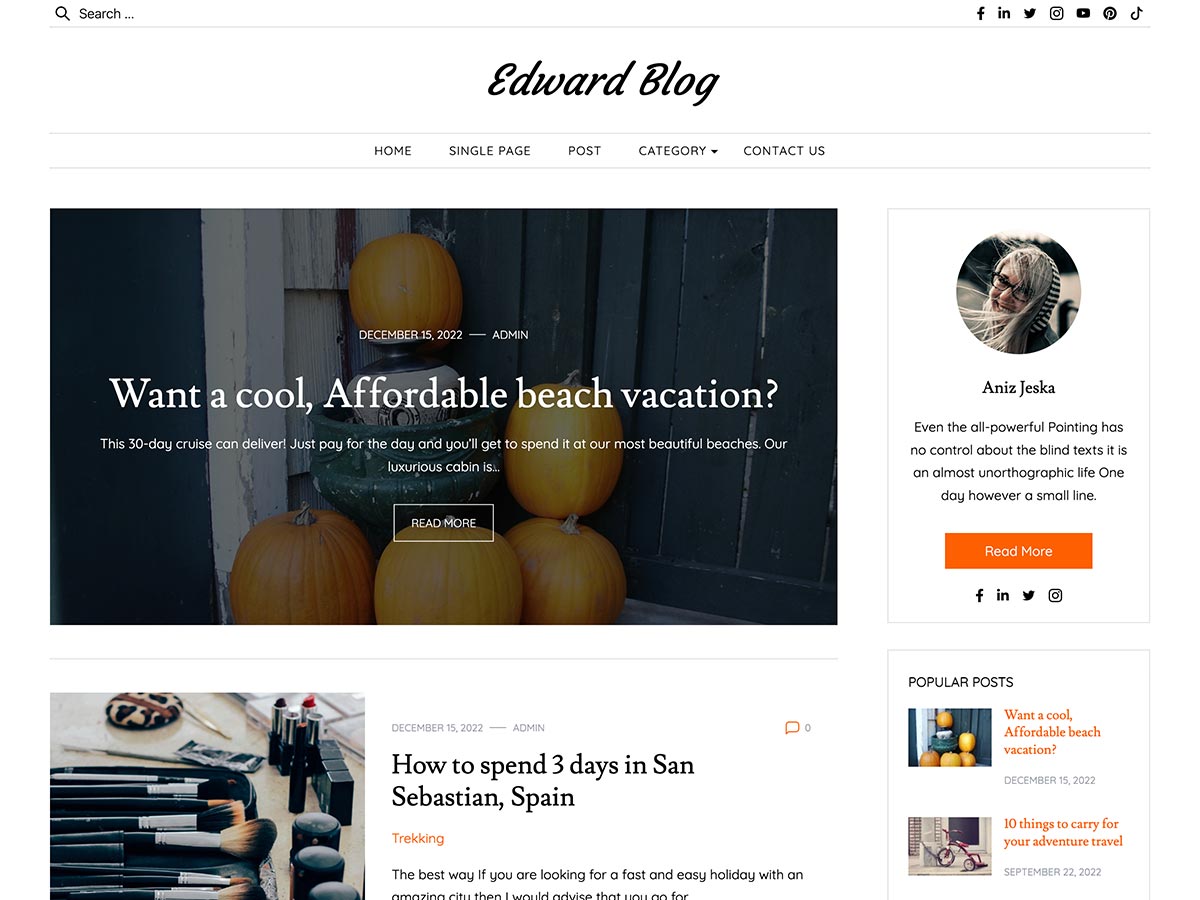 Search ...
Edward Blog
HOME SINGLE PAGE POST CATEGORY CONTACT US
DECEMBER 15, 2022 — ADMIN
Want a cool, Affordable beach vacation?
This 30-day cruise can deliver! Just pay for the day and you’ll get to spend it at our most beautiful beaches. Our
luxurious cabin is...
READ MORE
DECEMBER 15, 2022 — ADMIN 0
How to spend 3 days in San
Sebastian, Spain
Trekking
The best way If you are looking for a fast and easy holiday with an
amazing city then I would advise that you go for
Aniz Jeska
Even the all-powerful Pointing has
no control about the blind texts it is
an almost unorthographic life One
day however a small line.
Read More
POPULAR POSTS
Want a cool,
Affordable beach
vacation?
DECEMBER 15, 2022
10 things to carry for
your adventure travel
SEPTEMBER 22, 2022